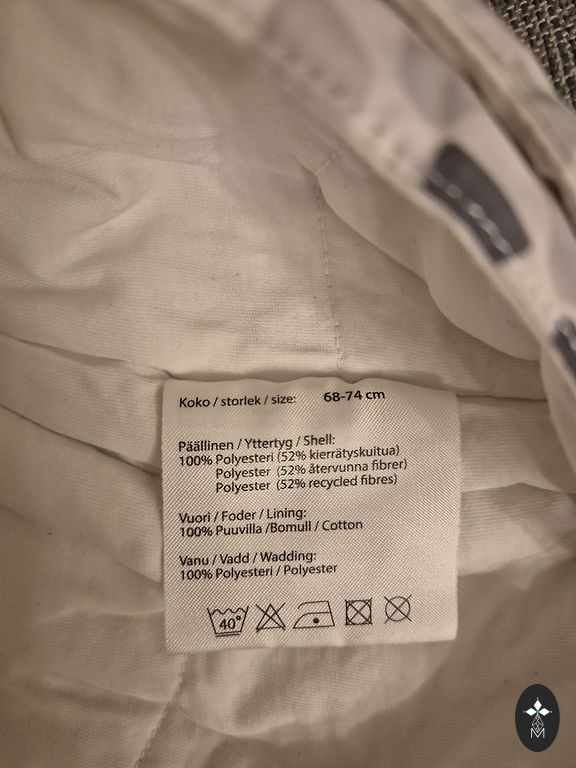 Koko / storlek / size: 68-74 cm
Päällinen / Yttertyg / Shell:
100% Polyesteri (52% kierrätyskuitua)
Polyester (52% återvunna fibrer)
Polyester (52% recycled fibres)
Vuori / Foder / Lining:
100% Puuvilla /Bomull / Cotton
Vanu / Vadd / Wadding:
100% Polyesteri / Polyester
40°
M